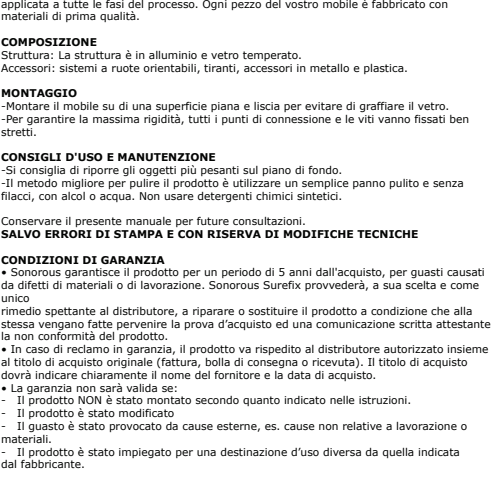 applicata a tutte le fasi del processo. Ogni pezzo del vostro mobile è fabbricato con
materiali di prima qualità.
COMPOSIZIONE
Struttura: La struttura è in alluminio e vetro temperato.
Accessori: sistemi a ruote orientabili, tiranti, accessori in metallo e plastica.
MONTAGGIO
-Montare il mobile su di una superficie piana e liscia per evitare di graffiare il vetro.
-Per garantire la massima rigidità, tutti i punti di connessione e le viti vanno fissati ben
stretti.
CONSIGLI D'USO E MANUTENZIONE
-Si consiglia di riporre gli oggetti più pesanti sul piano di fondo.
-Il metodo migliore per pulire il prodotto è utilizzare un semplice panno pulito e senza
filacci, con alcol o acqua. Non usare detergenti chimici sintetici.
Conservare il presente manuale per future consultazioni.
SALVO ERRORI DI STAMPA E CON RISERVA DI MODIFICHE TECNICHE
CONDIZIONI DI GARANZIA
• Sonorous garantisce il prodotto per un periodo di 5 anni dall'acquisto, per guasti causati
da difetti di materiali o di lavorazione. Sonorous Surefix provvederà, a sua scelta e come
unico
rimedio spettante al distributore, a riparare o sostituire il prodotto a condizione che alla
stessa vengano fatte pervenire la prova d'acquisto ed una comunicazione scritta attestante
la non conformità del prodotto.
• In caso di reclamo in garanzia, il prodotto va rispedito al distributore autorizzato insieme
al titolo di acquisto originale (fattura, bolla di consegna o ricevuta). Il titolo di acquisto
dovrà indicare chiaramente il nome del fornitore e la data di acquisto.
• La garanzia non sarà valida se:
- Il prodotto NON è stato montato secondo quanto indicato nelle istruzioni.
- Il prodotto è stato modificato
- Il guasto è stato provocato da cause esterne, es. cause non relative a lavorazione o
materiali.
- Il prodotto è stato impiegato per una destinazione d'uso diversa da quella indicata
dal fabbricante.